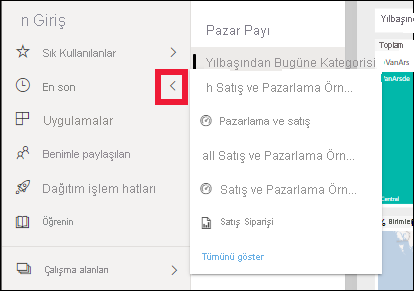 n Giriş
Sık Kullanılanlar
En son
Uygulamalar
Benimle paylaşılan
Dağıtım işlem hatları
Öğrenin
Çalışma alanları
Pazar Payı
Yılbaşından Bugüne Kategorisi
h Satış ve Pazarlama Örn...
Pazarlama ve satış
all Satış ve Pazarlama Örn...
Satış ve Pazarlama Örn...
Satış Siparişi
Tümünü göster
Yılbaşı
Toplam
VanArs
VanArsde
Central
Birimle